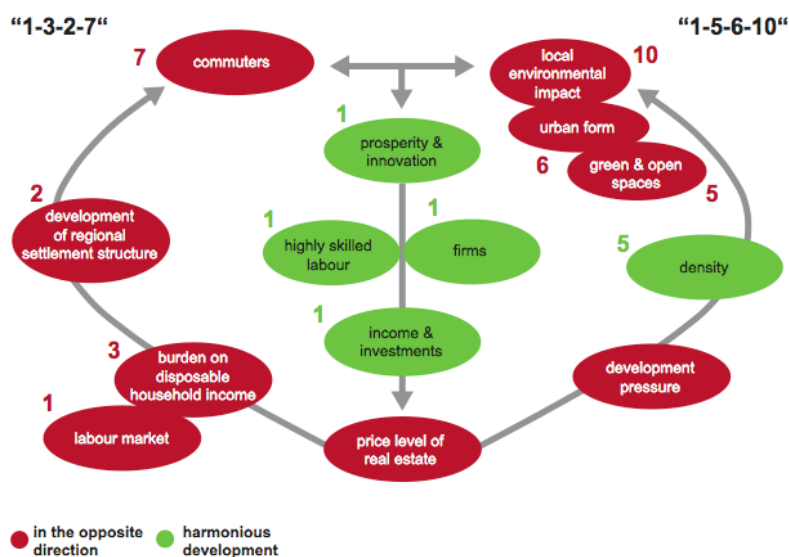 “1-3-2-7“
“1-5-6-10“
7
commuters
local
environmental
impact
10
urban form
1
prosperity &
innovation
6
green & open
spaces
5
2
development
of regional
settlement structure
1
highly skilled
labour
1
firms
5
density
1
income &
investments
3
burden on
disposable
household income
development
pressure
1
labour market
price level of
real estate
in the opposite
direction
harmonious
development